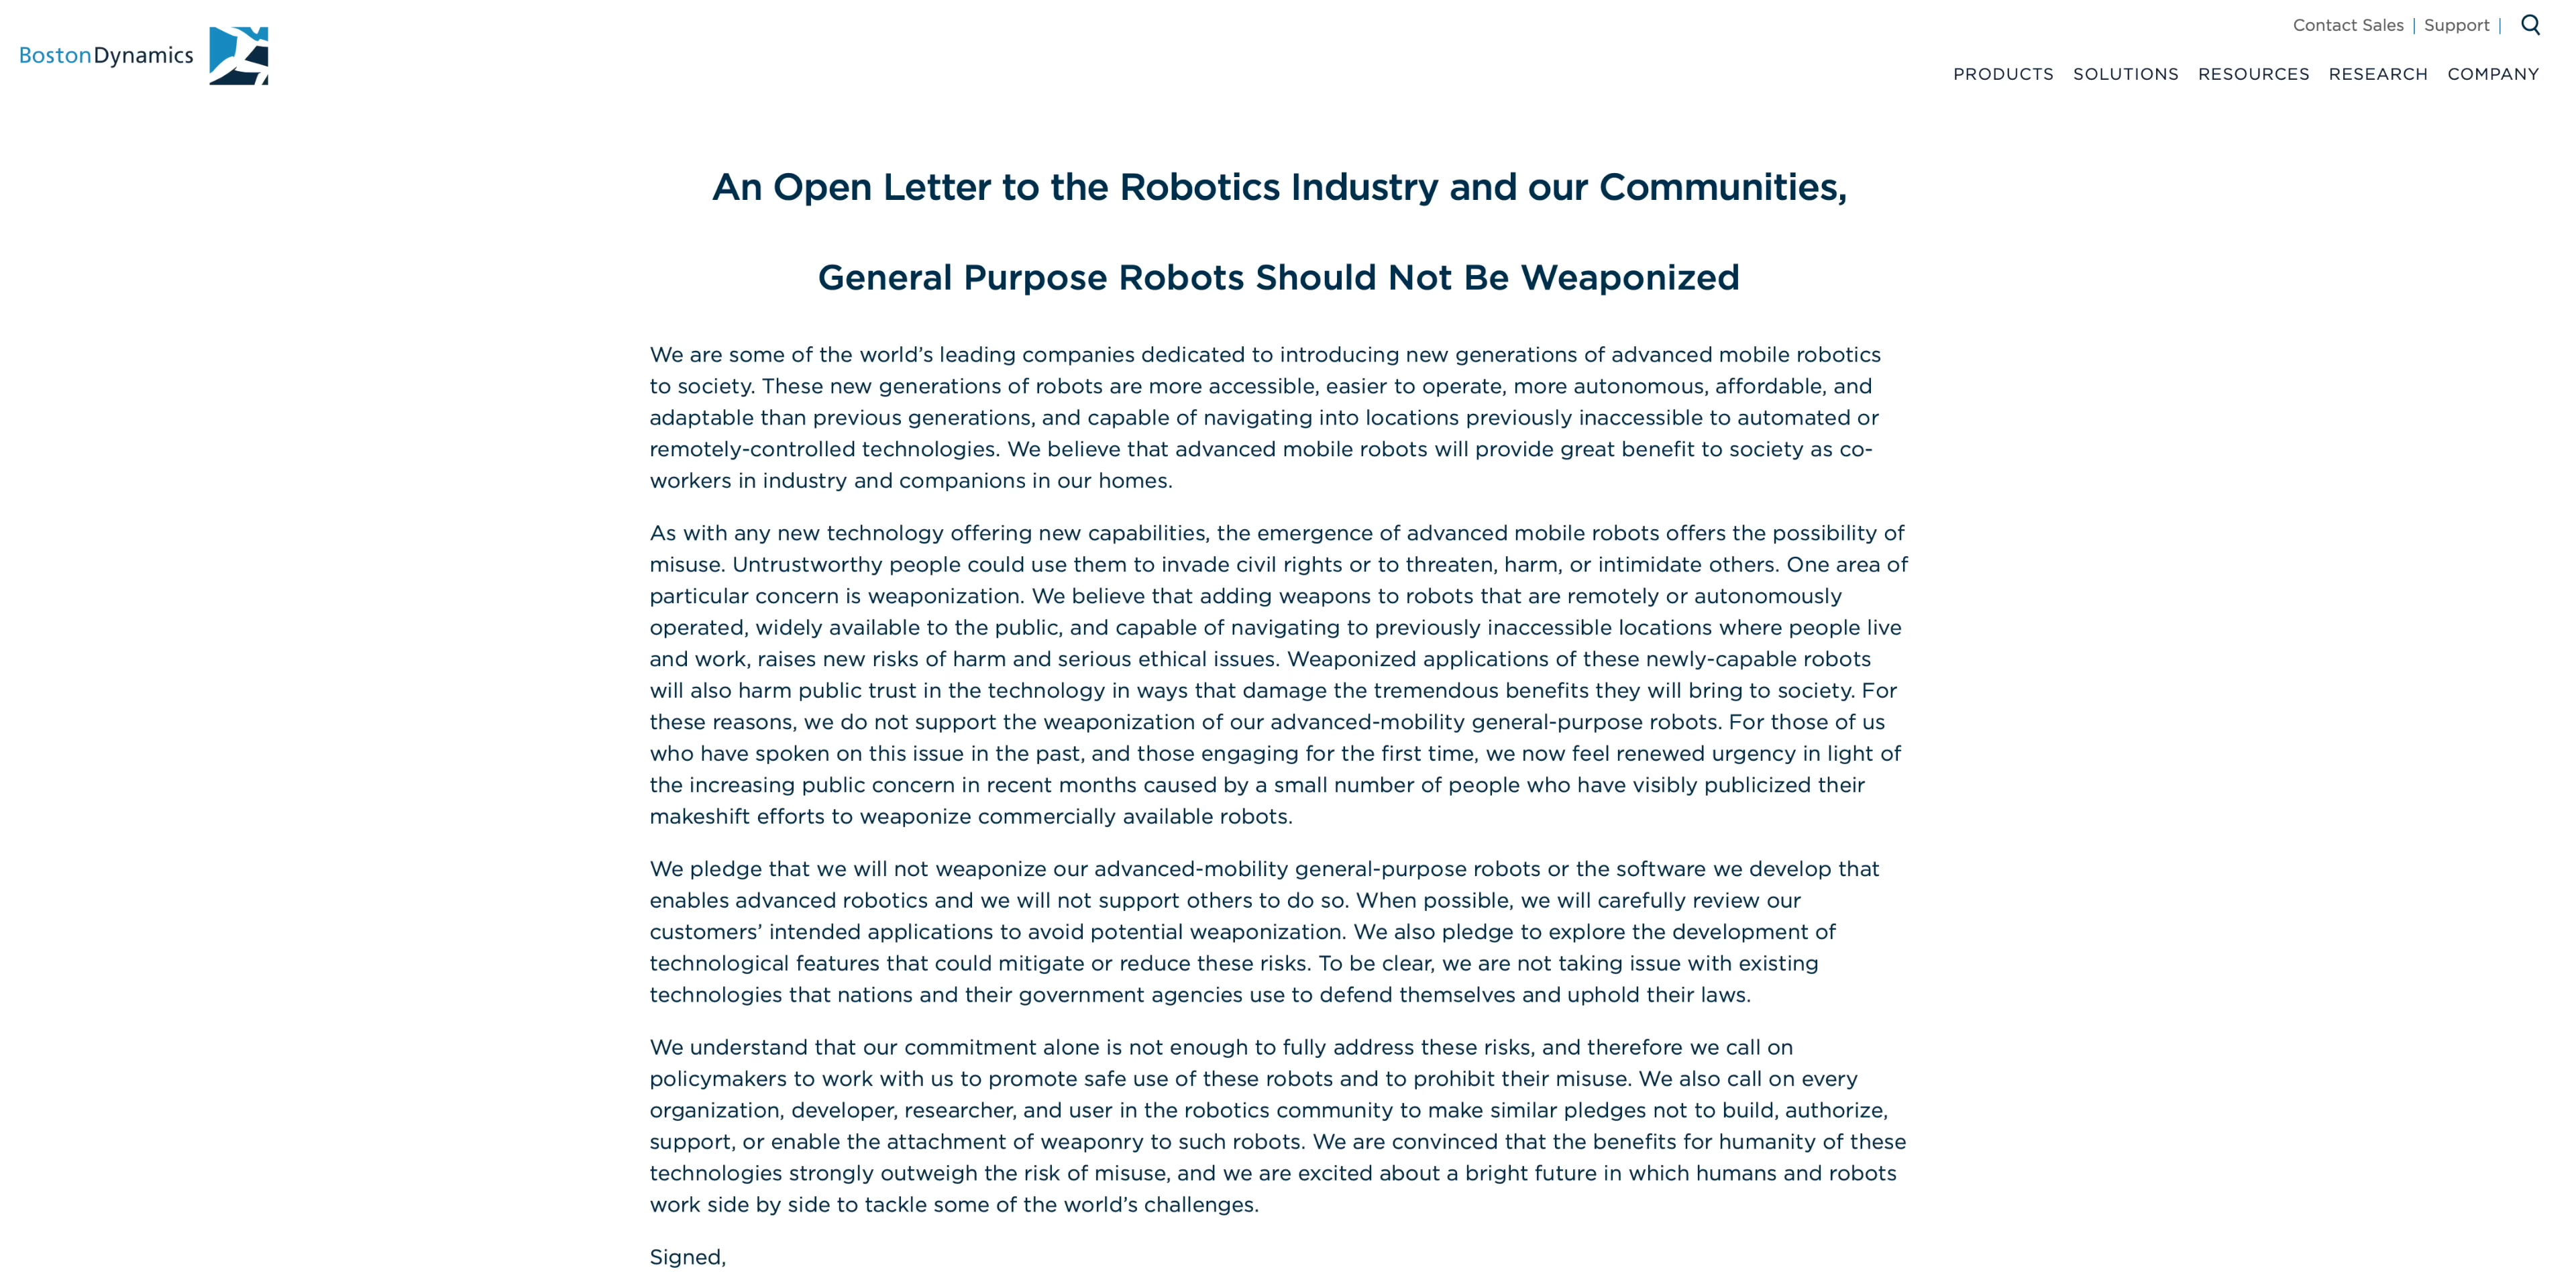 Contact Sales | Support |
BostonDynamics
PRODUCTS SOLUTIONS RESOURCES RESEARCH COMPANY
An Open Letter to the Robotics Industry and our Communities,
General Purpose Robots Should Not Be Weaponized
We are some of the world’s leading companies dedicated to introducing new generations of advanced mobile robotics
to society. These new generations of robots are more accessible, easier to operate, more autonomous, affordable, and
adaptable than previous generations, and capable of navigating into locations previously inaccessible to automated or
remotely-controlled technologies. We believe that advanced mobile robots will provide great benefit to society as co-
workers in industry and companions in our homes.
As with any new technology offering new capabilities, the emergence of advanced mobile robots offers the possibility of
misuse. Untrustworthy people could use them to invade civil rights or to threaten, harm, or intimidate others. One area of
particular concern is weaponization. We believe that adding weapons to robots that are remotely or autonomously
operated, widely available to the public, and capable of navigating to previously inaccessible locations where people live
and work, raises new risks of harm and serious ethical issues. Weaponized applications of these newly-capable robots
will also harm public trust in the technology in ways that damage the tremendous benefits they will bring to society. For
these reasons, we do not support the weaponization of our advanced-mobility general-purpose robots. For those of us
who have spoken on this issue in the past, and those engaging for the first time, we now feel renewed urgency in light of
the increasing public concern in recent months caused by a small number of people who have visibly publicized their
makeshift efforts to weaponize commercially available robots.
We pledge that we will not weaponize our advanced-mobility general-purpose robots or the software we develop that
enables advanced robotics and we will not support others to do so. When possible, we will carefully review our
customers’ intended applications to avoid potential weaponization. We also pledge to explore the development of
technological features that could mitigate or reduce these risks. To be clear, we are not taking issue with existing
technologies that nations and their government agencies use to defend themselves and uphold their laws.
We understand that our commitment alone is not enough to fully address these risks, and therefore we call on
policymakers to work with us to promote safe use of these robots and to prohibit their misuse. We also call on every
organization, developer, researcher, and user in the robotics community to make similar pledges not to build, authorize,
support, or enable the attachment of weaponry to such robots. We are convinced that the benefits for humanity of these
technologies strongly outweigh the risk of misuse, and we are excited about a bright future in which humans and robots
work side by side to tackle some of the world’s challenges.
Signed,